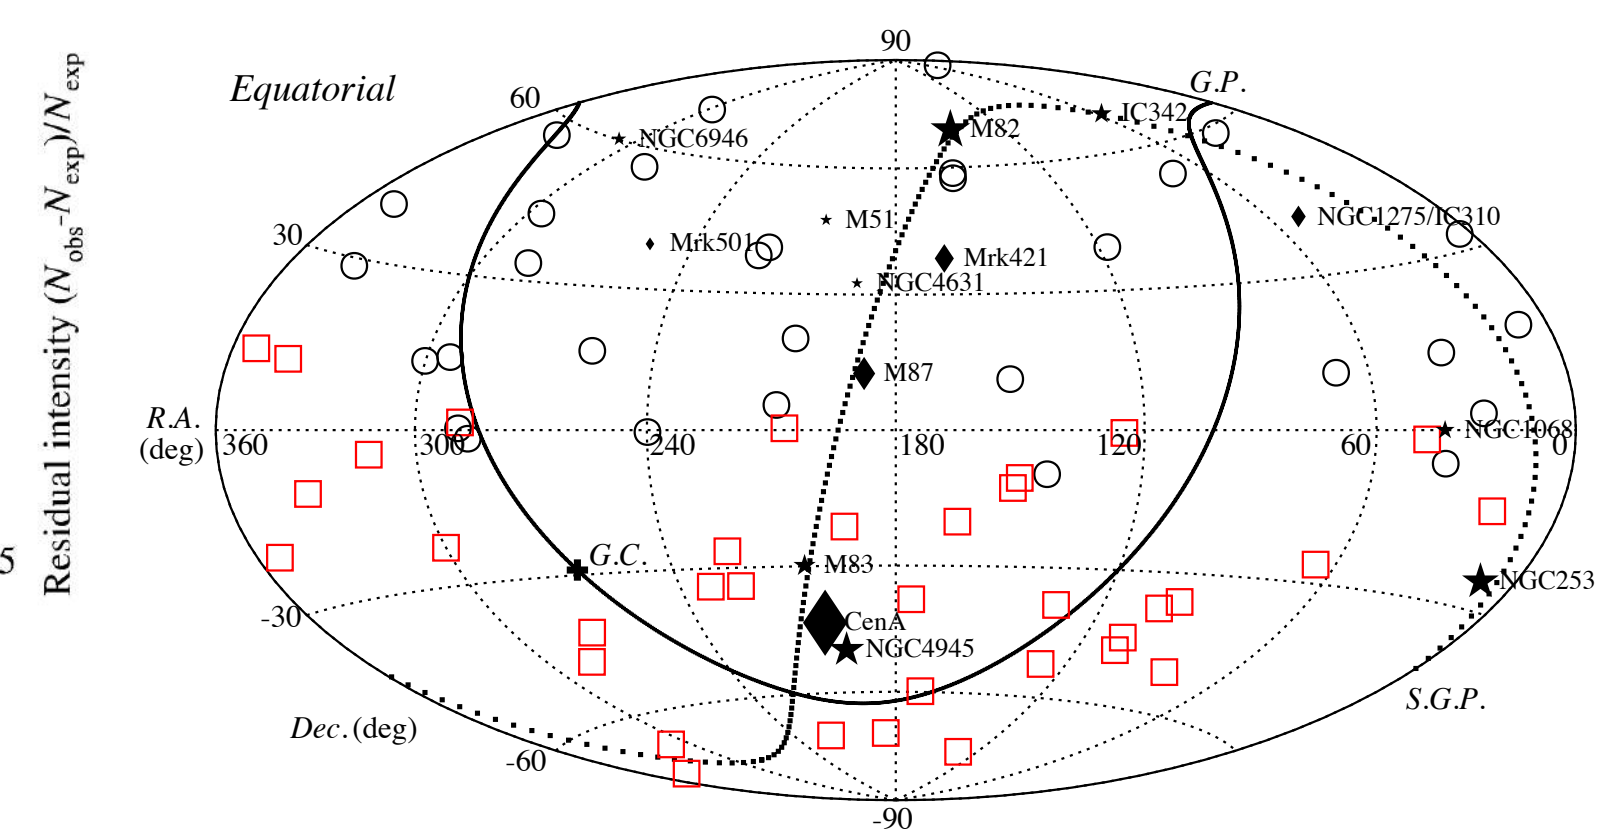 90
Equatorial
G.P.
60
IC342
M82
NGC6946
M51
NGC1275/IC310
30
Mrk501
Mrk421
NGC4631
M87
R.A.
(deg)
360
300
240
180
120
60
0
NGC1068
5
Residual intensity (Nobs-Nexp)/Nexp
G.C.
M83
NGC253
-30
CenA
NGC4945
S.G.P.
Dec.(deg)
-60
-90